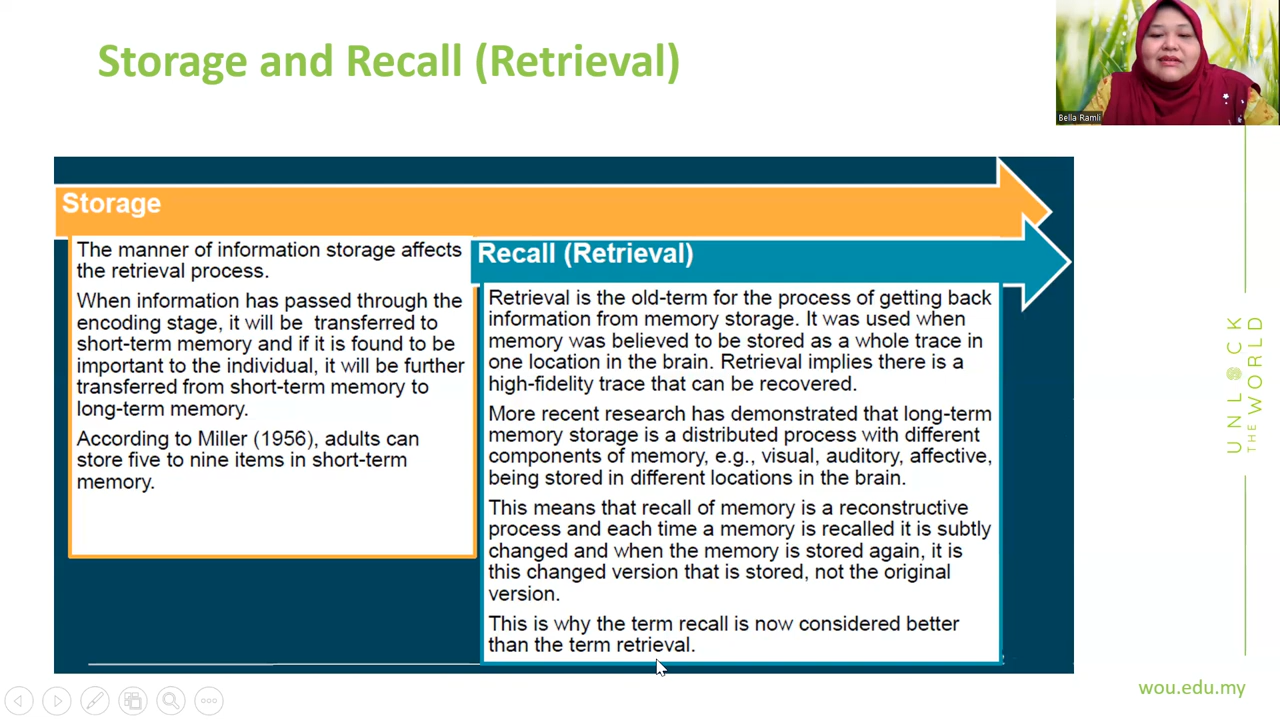 Storage and Recall (Retrieval)
Bella Ramli
Storage
The manner of information storage affects
the retrieval process.
When information has passed through the
encoding stage, it will be transferred to
short-term memory and if it is found to be
important to the individual, it will be further
transferred from short-term memory to
long-term memory.
According to Miller (1956), adults can
store five to nine items in short-term
memory.
Recall (Retrieval)
Retrieval is the old-term for the process of getting back
information from memory storage. It was used when
memory was believed to be stored as a whole trace in
one location in the brain. Retrieval implies there is a
high-fidelity trace that can be recovered.
More recent research has demonstrated that long-term
memory storage is a distributed process with different
components of memory, e.g., visual, auditory, affective,
being stored in different locations in the brain.
This means that recall of memory is a reconstructive
process and each time a memory is recalled it is subtly
changed and when the memory is stored again, it is
this changed version that is stored, not the original
version.
This is why the term recall is now considered better
than the term retrieval.
UNLOCK
THE WORLD
wou.edu.my